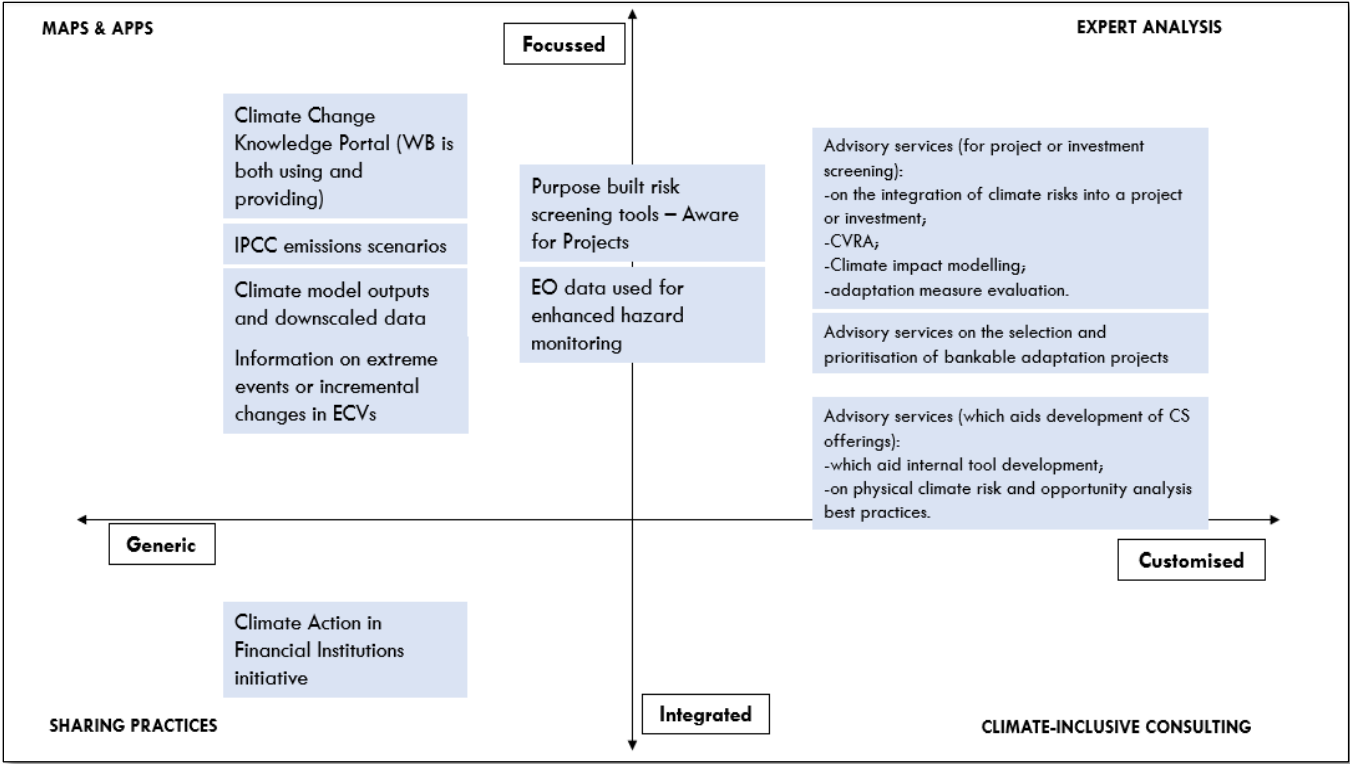 MAPS & APPS
EXPERT ANALYSIS
Focussed
Climate Change
Knowledge Portal (WB is
both using and
providing)
IPCC emissions scenarios
Climate model outputs
and downscaled data
Information on extreme
events or incremental
changes in ECVs
Purpose built risk
screening tools – Aware
for Projects
EO data used for
enhanced hazard
monitoring
Advisory services (for project or investment
screening):
-on the integration of climate risks into a project
or investment;
-CVRA;
-Climate impact modelling;
-adaptation measure evaluation.
Advisory services on the selection and
prioritisation of bankable adaptation projects
Advisory services (which aids development of CS
offerings):
-which aid internal tool development;
-on physical climate risk and opportunity analysis
best practices.
Generic
Customised
Climate Action in
Financial Institutions
initiative
Integrated
SHARING PRACTICES
CLIMATE-INCLUSIVE CONSULTING